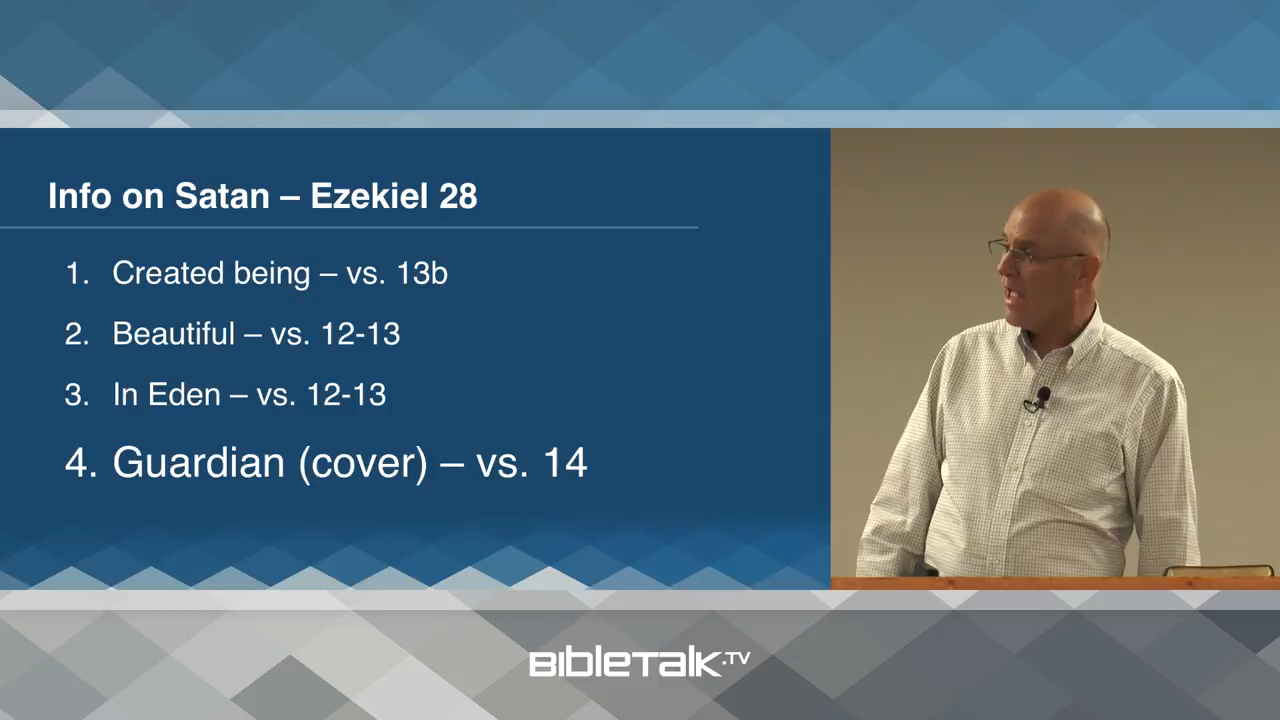 Info on Satan – Ezekiel 28
1. Created being – vs. 13b
2. Beautiful – vs. 12-13
3. In Eden – vs. 12-13
4. Guardian (cover) – vs. 14
BIBLETALK.TV